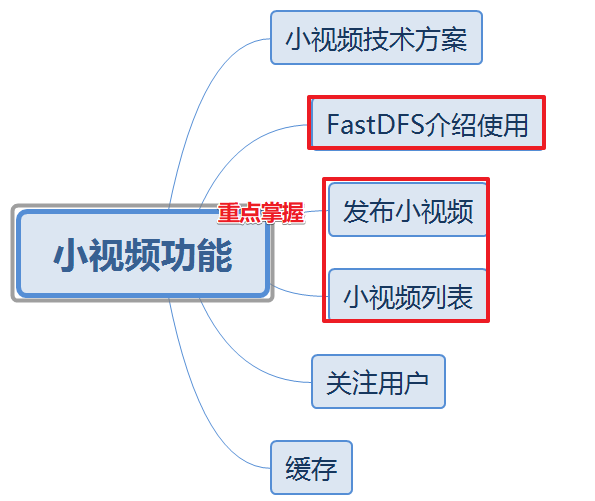 小视频技术方案
FastDFS介绍使用
重点掌握
发布小视频
小视频功能
小视频列表
关注用户
缓存